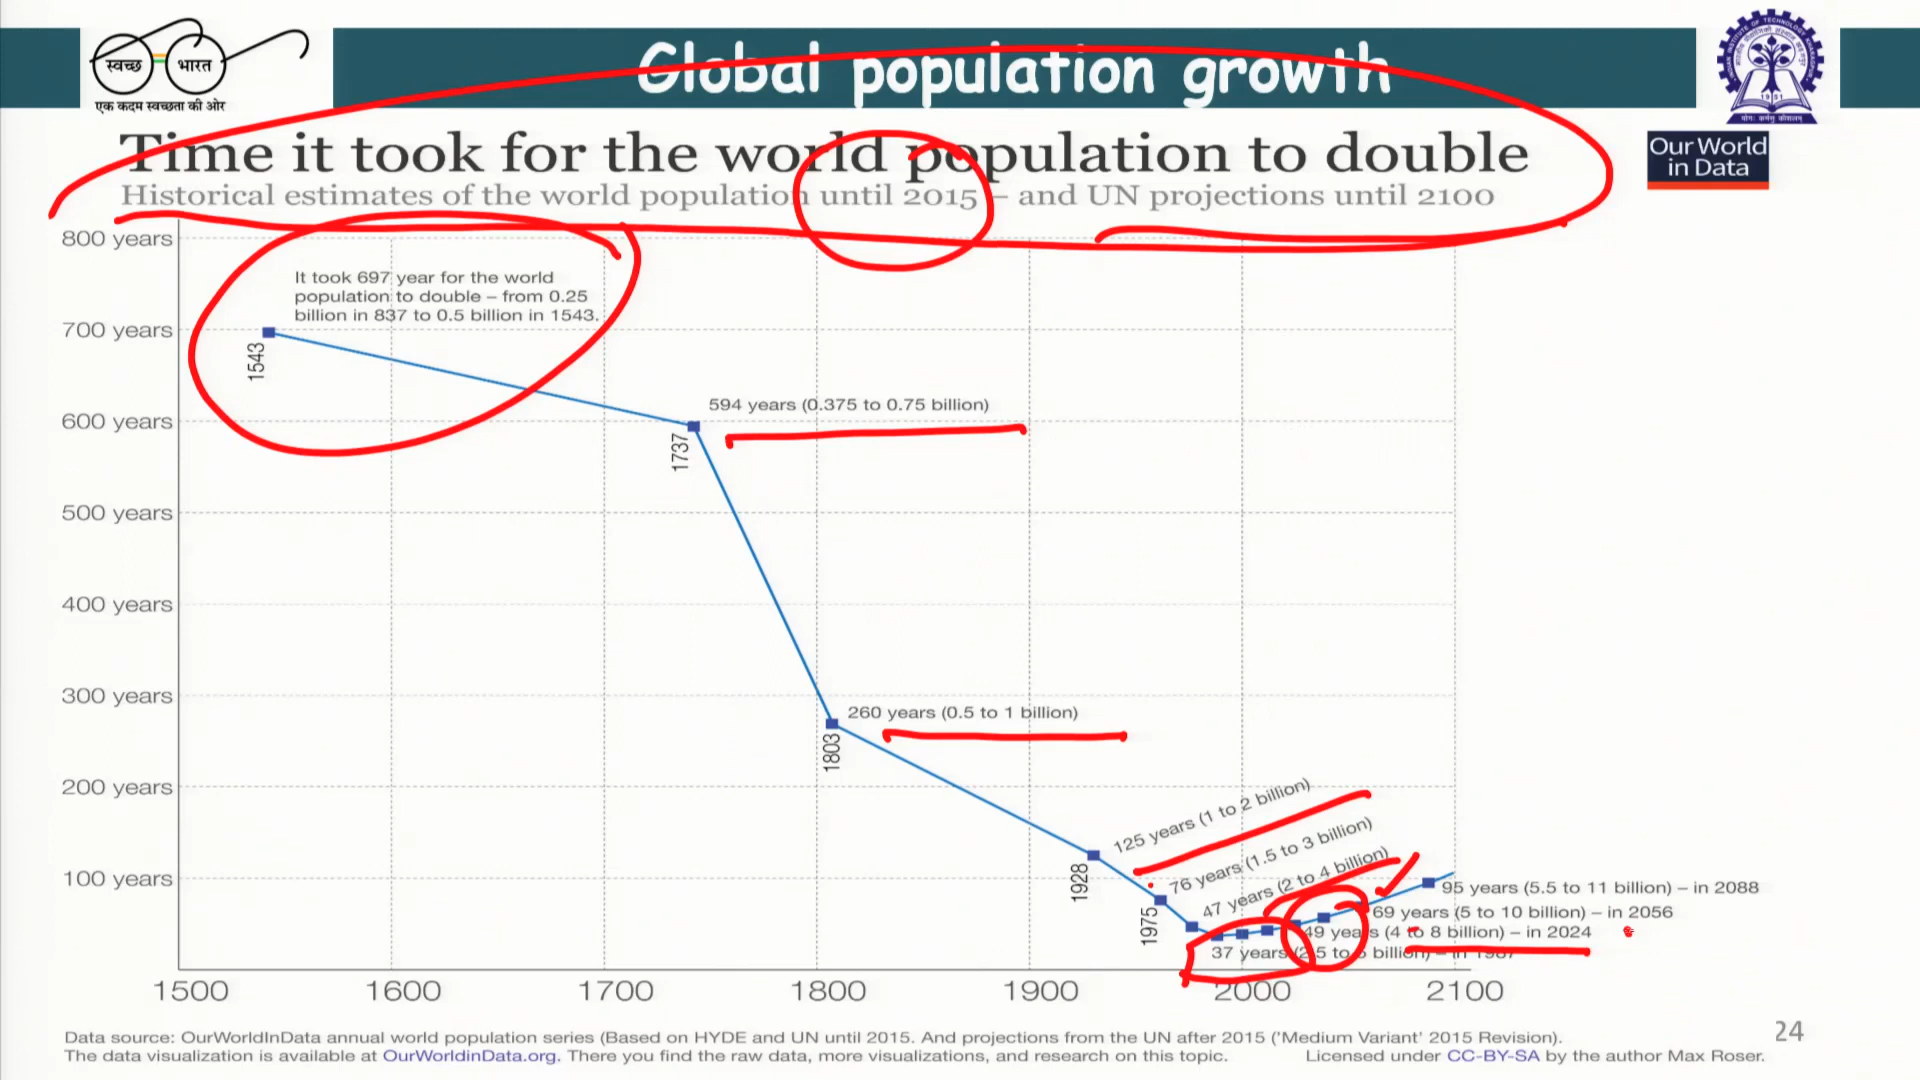 स्वच्छ भारत
एक कदम स्वच्छता की ओर
Global population growth
Time it took for the world population to double
Historical estimates of the world population until 2015 – and UN projections until 2100
Our World
in Data
1951
800 years
700 years
600 years
500 years
400 years
300 years
200 years
100 years
It took 697 year for the world
population to double – from 0.25
billion in 837 to 0.5 billion in 1543.
1543
594 years (0.375 to 0.75 billion)
1737
260 years (0.5 to 1 billion)
1803
125 years (1 to 2 billion)
1928
76 years (1.5 to 3 billion)
1975
47 years (2 to 4 billion)
95 years (5.5 to 11 billion) – in 2088
69 years (5 to 10 billion) – in 2056
49 years (4 to 8 billion) – in 2024
37 years (2.5 to 5 billion) – in 1987
1500 1600 1700 1800 1900 2000 2100
Data source: OurWorldInData annual world population series (Based on HYDE and UN until 2015. And projections from the UN after 2015 ('Medium Variant' 2015 Revision).
The data visualization is available at OurWorldinData.org. There you find the raw data, more visualizations, and research on this topic.
Licensed under CC-BY-SA by the author Max Roser.
24